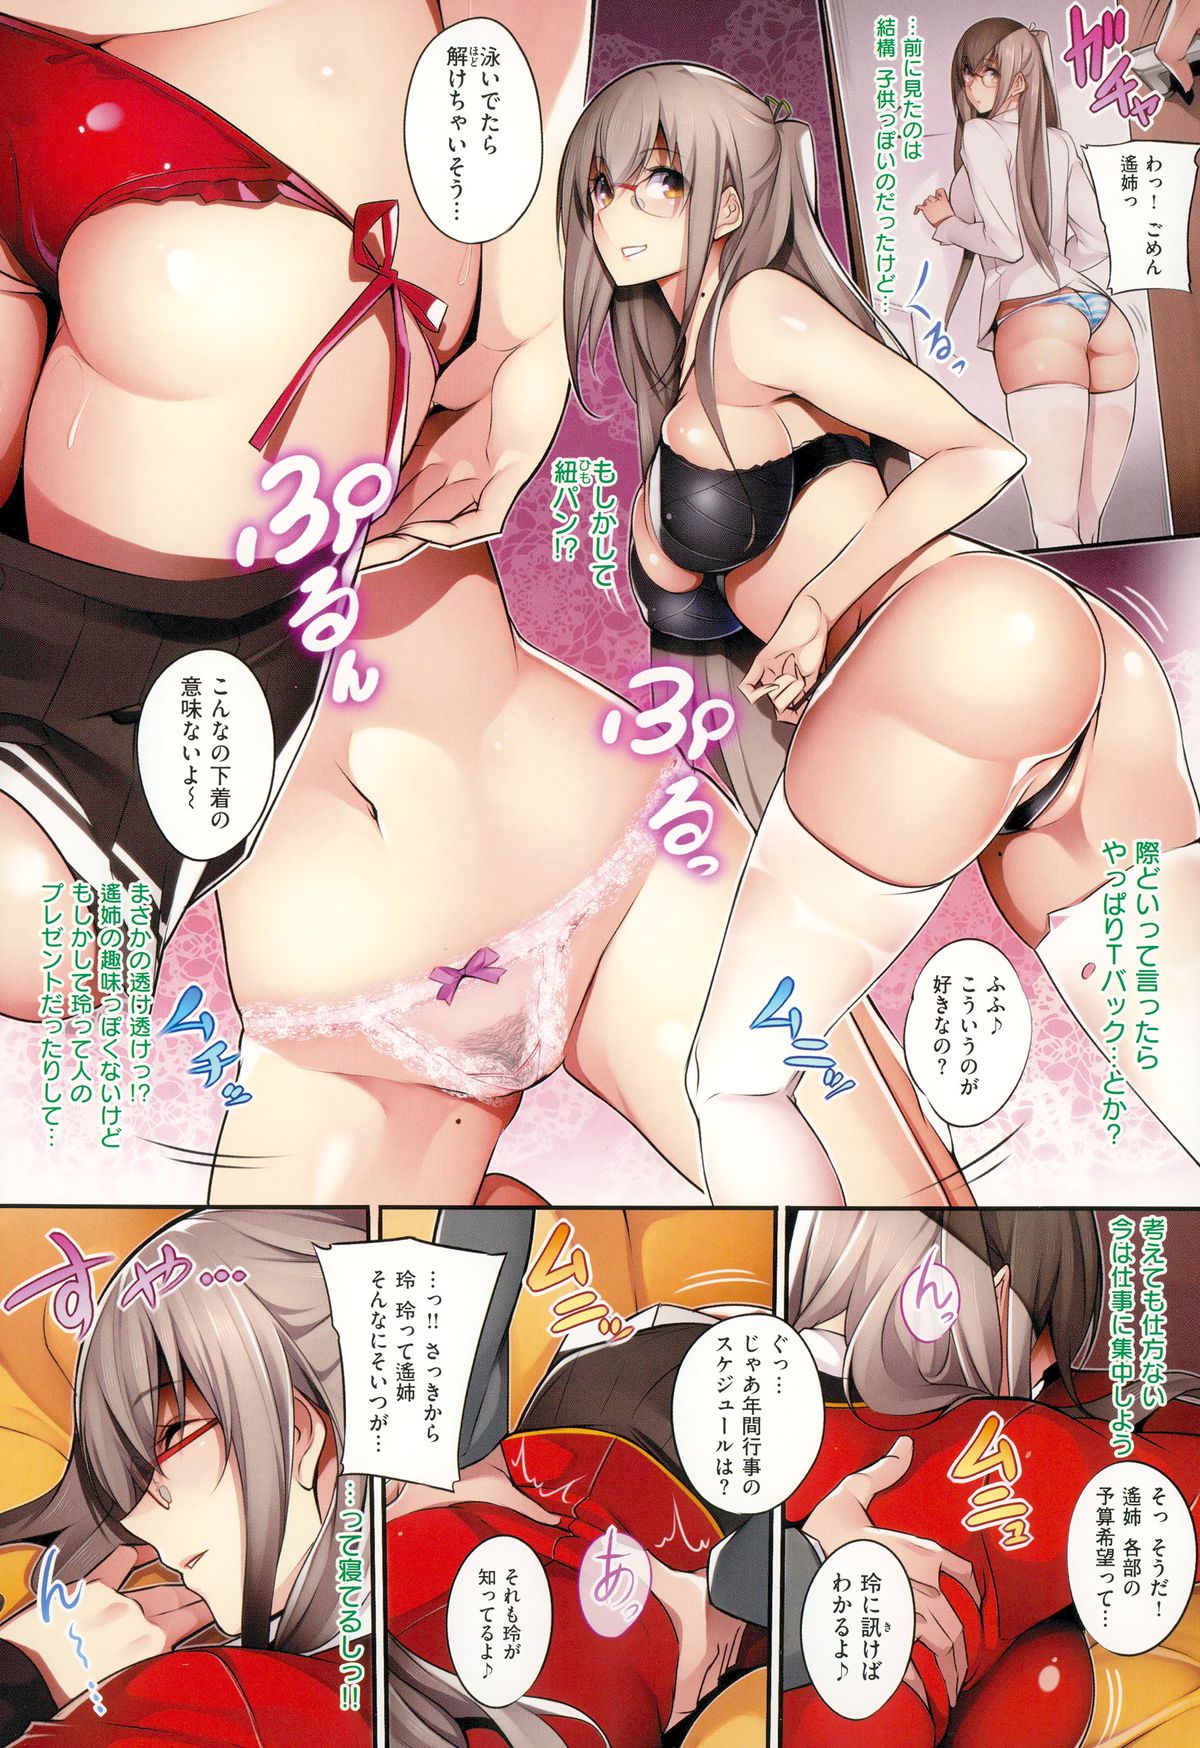 ガチャ
わっ！ごめん
遙姉っ
…前に見たのは
結構 子供っぽいのだったけど…
くるっ
泳いでたら
解けちゃいそう…
ほど
もしかして
紐パン!?
ひも
ぷるん
ぷるっ
際どいって言ったら
やっぱりTバック…とか？
ふふ♪
こういうのが
好きなの？
ムニッ
こんなの下着の
意味ないよ〜
まさかの透け透けっ!?
遙姉の趣味っぽくないけど
もしかして玲って人の
プレゼントだったりして…
ムチッ
考えても仕方ない
今は仕事に集中しよう
そっ そうだ！
遙姉 各部の
予算希望って…
んっ
ムニュ
玲に訊けば
わかるよ♪
き
ぐっ…
じゃあ年間行事の
スケジュールは？
ムニッ
あっ
それも玲が
知ってるよ♪
…っ!! さっきから
玲 玲って遙姉
そんなにそいつが…
すゃ…
…って寝てるしっ!!
ん〜…